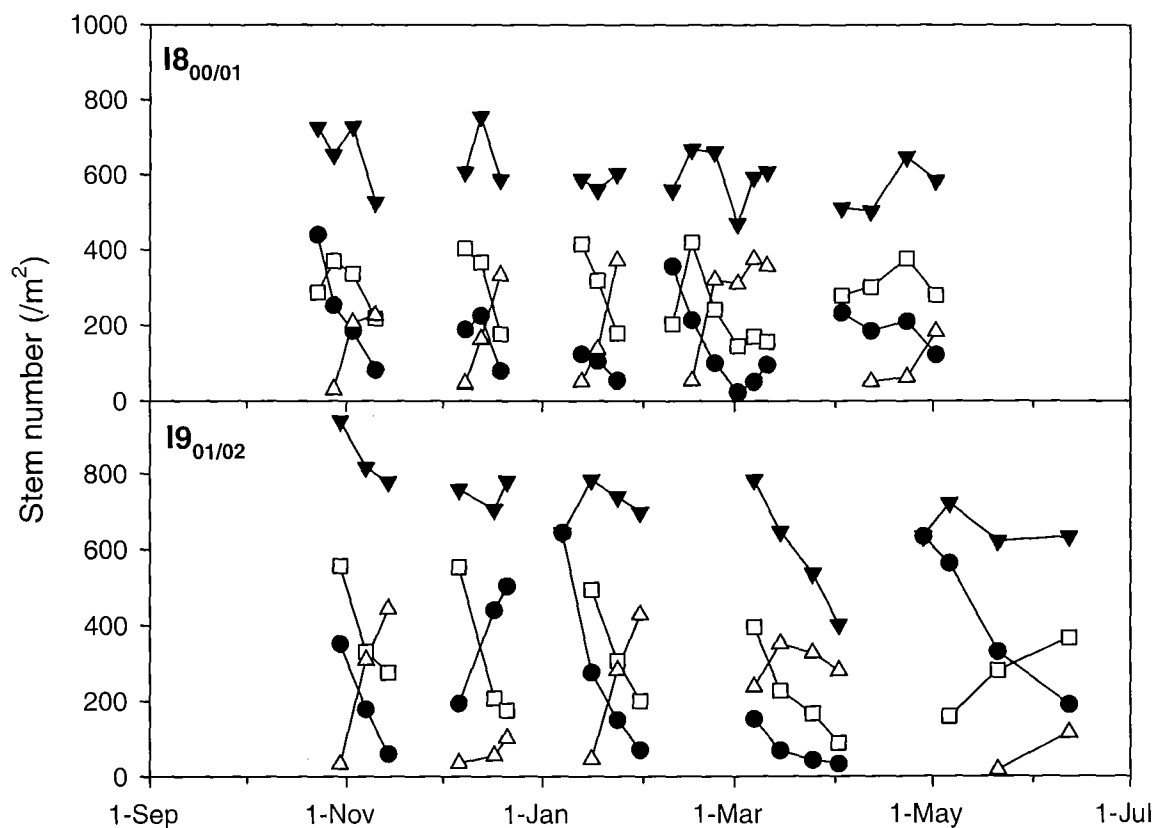 1000
I8₀₀/₀₁
800
600
400
200
0
I9₀₁/₀₂
800
600
400
200
0
Stem number (/m²)
1-Sep 1-Nov 1-Jan 1-Mar 1-May 1-Jul